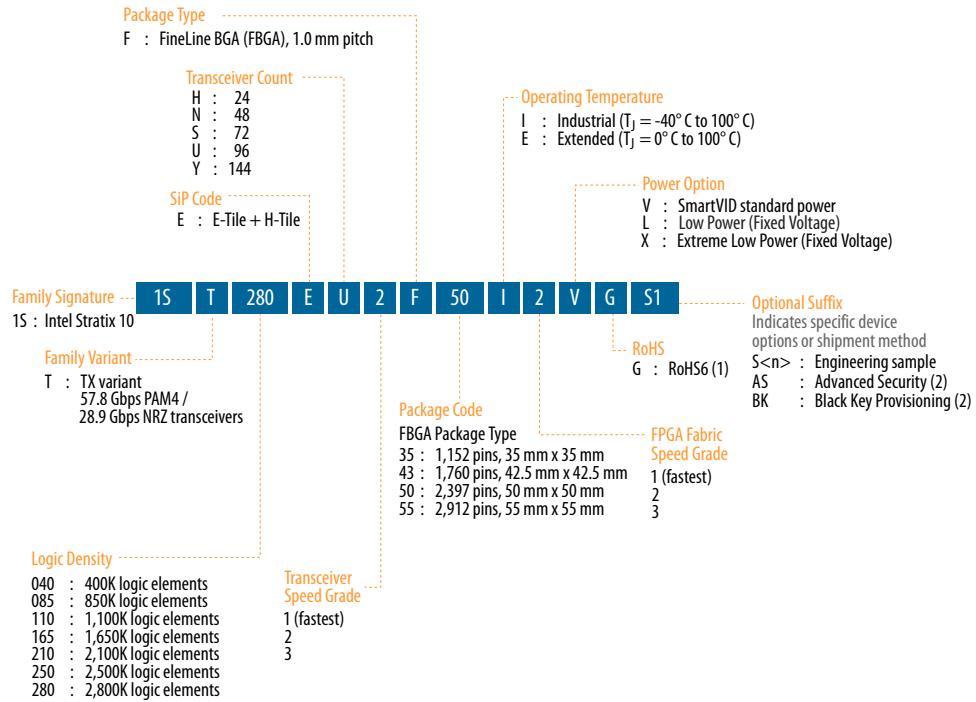 Package Type
F : FineLine BGA (FBGA), 1.0 mm pitch
Transceiver Count
H : 24
N : 48
S : 72
U : 96
Y : 144
SiP Code
E : E-Tile + H-Tile
Operating Temperature
I : Industrial (TJ = -40° C to 100° C)
E : Extended (TJ = 0° C to 100° C)
Power Option
V : SmartVID standard power
L : Low Power (Fixed Voltage)
X : Extreme Low Power (Fixed Voltage)
1S T 280 E U 2 F 50 I 2 V G S1
Family Signature
1S : Intel Stratix 10
Family Variant
T : TX variant
57.8 Gbps PAM4 /
28.9 Gbps NRZ transceivers
Package Code
FBGA Package Type
35 : 1,152 pins, 35 mm x 35 mm
43 : 1,760 pins, 42.5 mm x 42.5 mm
50 : 2,397 pins, 50 mm x 50 mm
55 : 2,912 pins, 55 mm x 55 mm
RoHS
G : RoHS6 (1)
FPGA Fabric
Speed Grade
1 (fastest)
2
3
Optional Suffix
Indicates specific device
options or shipment method
S<n> : Engineering sample
AS : Advanced Security (2)
BK : Black Key Provisioning (2)
Logic Density
040 : 400K logic elements
085 : 850K logic elements
110 : 1,100K logic elements
165 : 1,650K logic elements
210 : 2,100K logic elements
250 : 2,500K logic elements
280 : 2,800K logic elements
Transceiver
Speed Grade
1 (fastest)
2
3